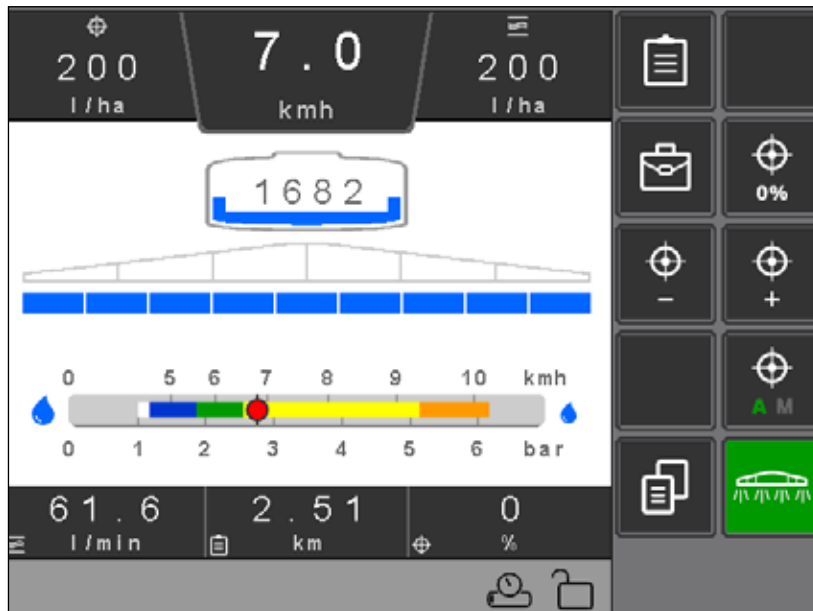 200 7.0 200
l/ha kmh l/ha
1682
0%
− +
0 5 6 7 8 9 10 kmh
A M
0 1 2 3 4 5 6 bar
61.6 2.51 0
l/min km %